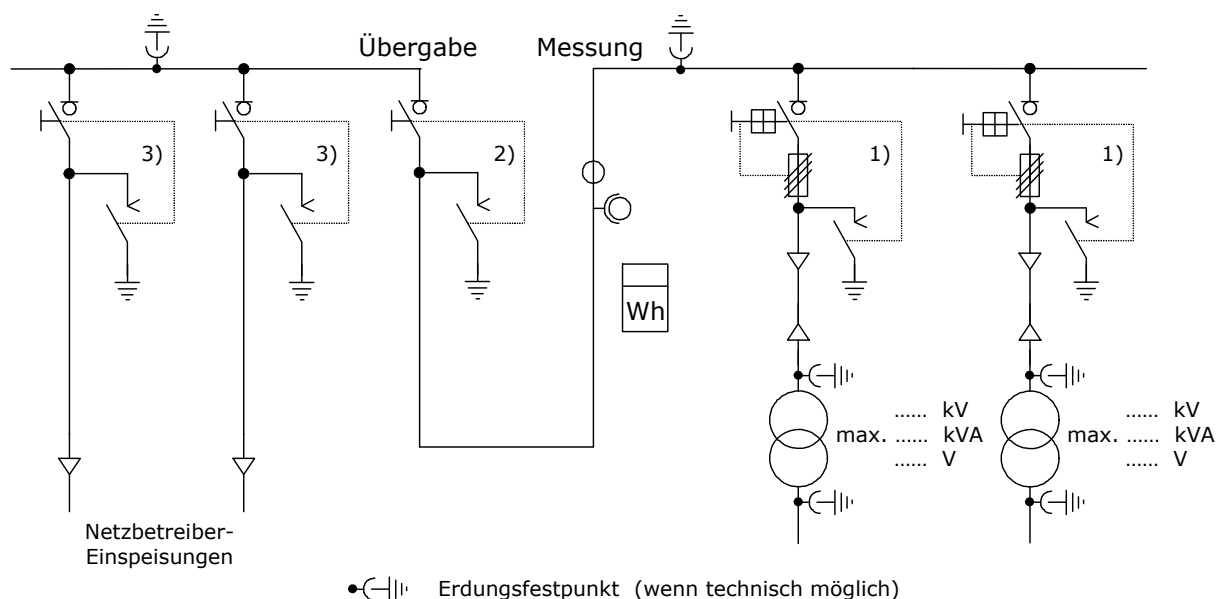 Übergabe
Messung
3)
3)
2)
1)
1)
Wh
...... kV
max. ...... kVA
...... V
...... kV
max. ...... kVA
...... V
Netzbetreiber-
Einspeisungen
Erdungsfestpunkt (wenn technisch möglich)